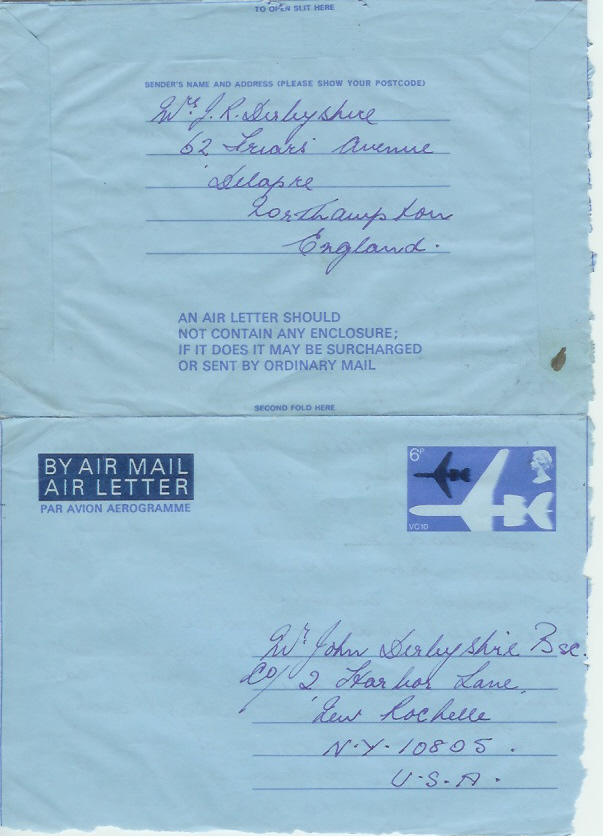 TO OPEN SLIT HERE
SENDER'S NAME AND ADDRESS (PLEASE SHOW YOUR POSTCODE)
Mrs J. R. Derbyshire
62 Friars' Avenue
Delapre
Northampton
England.
AN AIR LETTER SHOULD
NOT CONTAIN ANY ENCLOSURE;
IF IT DOES IT MAY BE SURCHARGED
OR SENT BY ORDINARY MAIL
SECOND FOLD HERE
BY AIR MAIL
AIR LETTER
PAR AVION AEROGRAMME
6P
VC10
Mr John Derbyshire Bsc.
Co/ 2 Harbor Lane,
New Rochelle
N.Y. 10805.
U.S.A.